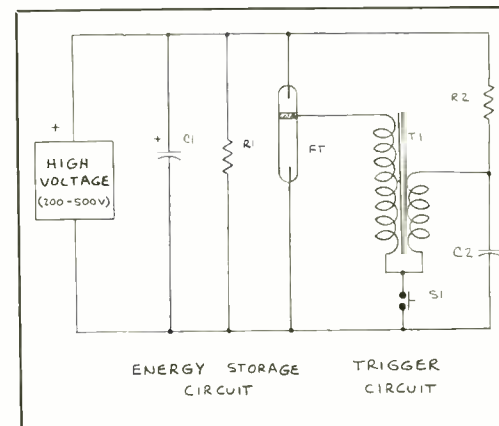 +
HIGH
VOLTAGE
(200-500V)
+
C1
R1
FT
T1
R2
C2
S1
ENERGY STORAGE
CIRCUIT
TRIGGER
CIRCUIT